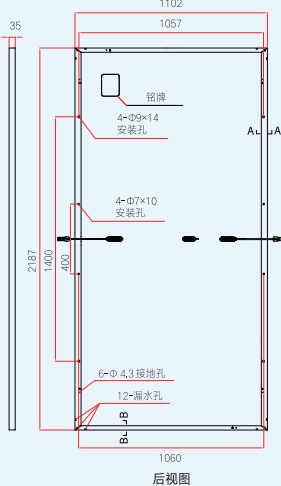 1102
35
1057
铭牌
4-Φ9×14
安装孔
A
A
4-Φ7×10
安装孔
2187
1400
400
6-Φ 4.3 接地孔
12-漏水孔
B
B
1060
后视图